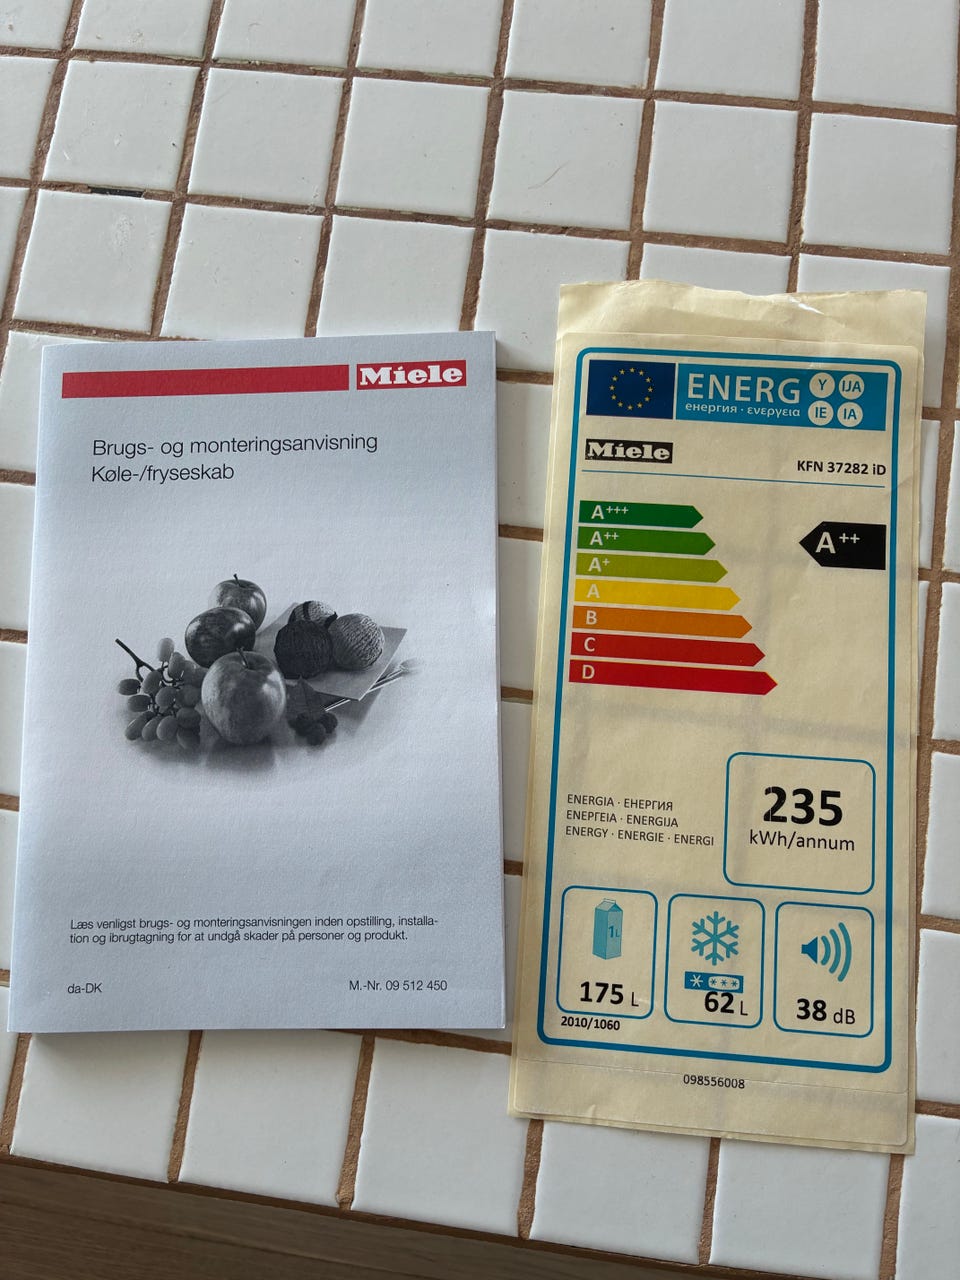 Miele
Brugs- og monteringsanvisning
Køle-/fryseskab
Læs venligst brugs- og monteringsanvisningen inden opstilling, installa-
tion og ibrugtagning for at undgå skader på personer og produkt.
da-DK
M.-Nr. 09 512 450
ENERG
Y IJA
енергия · ενεργεια
IE IA
Miele
KFN 37282 iD
A+++
A++
A+
A
B
C
D
A++
ENERGIA · ЕНЕРГИЯ
ΕΝΕΡΓΕΙΑ · ENERGIJA
ENERGY · ENERGIE · ENERGI
235
kWh/annum
1L
175 L
62 L
38 dB
2010/1060
098556008